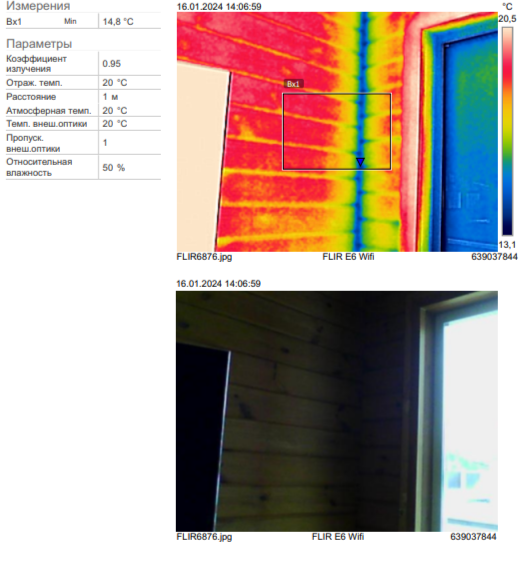 Измерения
Bx1 Min 14,8 °C
Параметры
Коэффициент
излучения 0.95
Отраж. темп. 20 °C
Расстояние 1 м
Атмосферная темп. 20 °C
Темп. внеш.оптики 20 °C
Пропуск.
внеш.оптики 1
Относительная
влажность 50 %
16.01.2024 14:06:59
°C
20,5
Bx1
13,1
FLIR6876.jpg FLIR E6 Wifi 639037844
16.01.2024 14:06:59
FLIR6876.jpg FLIR E6 Wifi 639037844